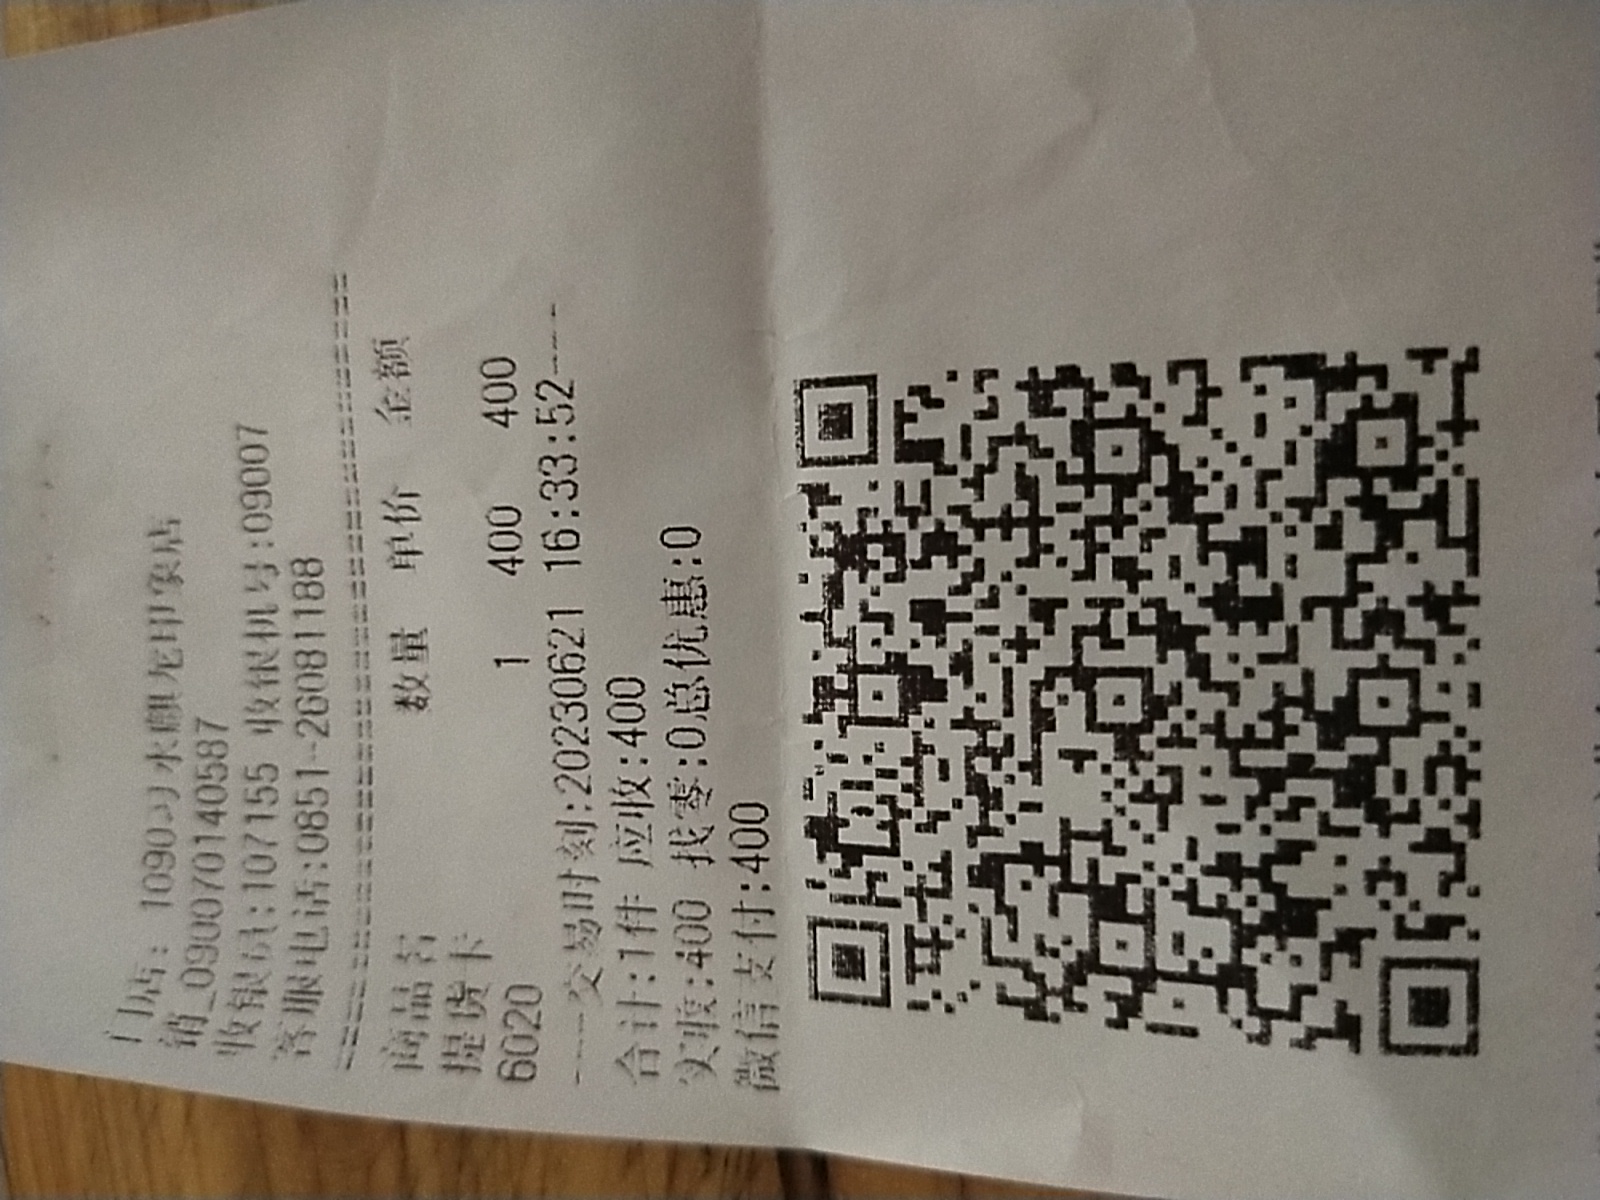 门店: 1090习水麒龙印象店
销_090070140587
收银员:107155 收银机号:09007
客服电话:0851-26081188
================================
商品名 数量 单价 金额
提货卡
6020 1 400 400
----交易时刻:20230621 16:33:52----
合计:1件 应收:400
实收:400 找零:0总优惠:0
微信支付:400